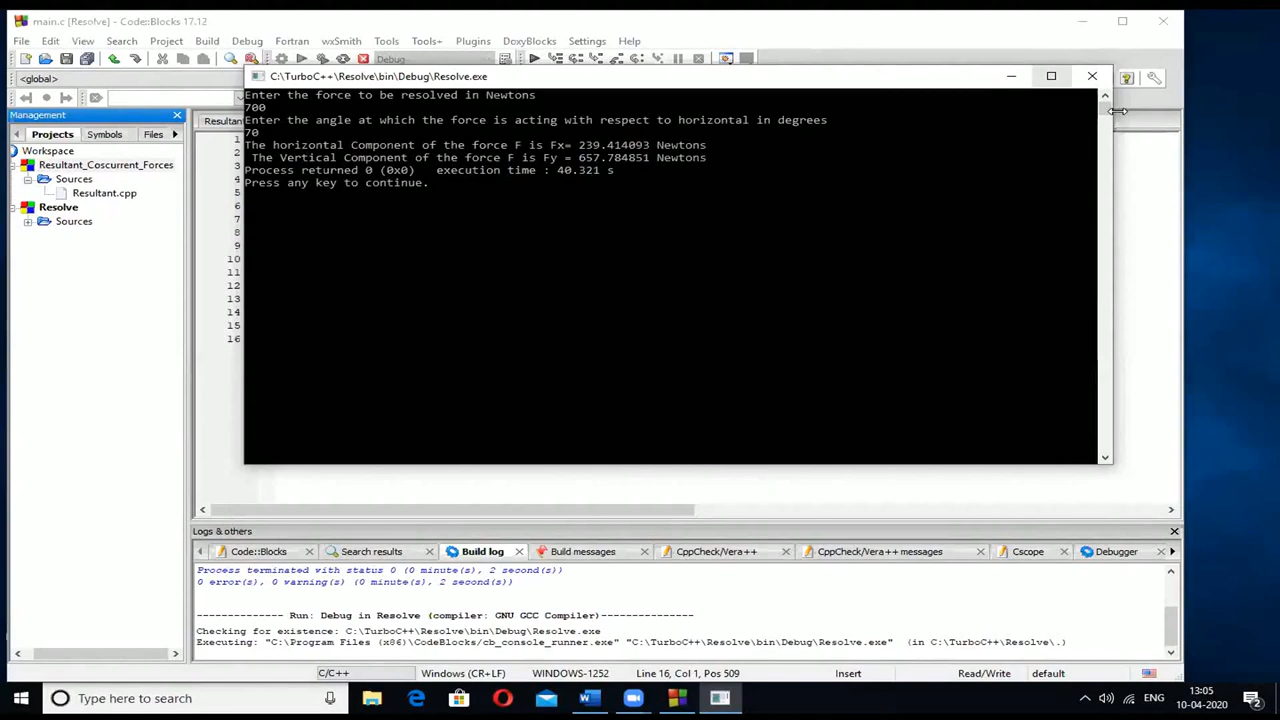 main.c [Resolve] - Code::Blocks 17.12
File Edit View Search Project Build Debug Fortran wxSmith Tools Tools+ Plugins DoxyBlocks Settings Help
Debug
<global>
C:\TurboC++\Resolve\bin\Debug\Resolve.exe
Enter the force to be resolved in Newtons
700
Enter the angle at which the force is acting with respect to horizontal in degrees
70
The horizontal Component of the force F is Fx= 239.414093 Newtons
The Vertical Component of the force F is Fy = 657.784851 Newtons
Process returned 0 (0x0) execution time : 40.321 s
Press any key to continue.
Management
Projects Symbols Files
Workspace
Resultant_Coscurrent_Forces
Sources
Resultant.cpp
Resolve
Sources
Resultan
1
2
3
4
5
6
7
8
9
10
11
12
13
14
15
16
Logs & others
Code::Blocks Search results Build log Build messages CppCheck/Vera++ CppCheck/Vera++ messages Cscope Debugger
Process terminated with status 0 (0 minute(s), 2 second(s))
0 error(s), 0 warning(s) (0 minute(s), 2 second(s))
-------------- Run: Debug in Resolve (compiler: GNU GCC Compiler)---------------
Checking for existence: C:\TurboC++\Resolve\bin\Debug\Resolve.exe
Executing: "C:\Program Files (x86)\CodeBlocks/cb_console_runner.exe" "C:\TurboC++\Resolve\bin\Debug\Resolve.exe" (in C:\TurboC++\Resolve\.)
C/C++ Windows (CR+LF) WINDOWS-1252 Line 16, Col 1, Pos 509 Insert Read/Write default
Type here to search
ENG
13:05
10-04-2020
2